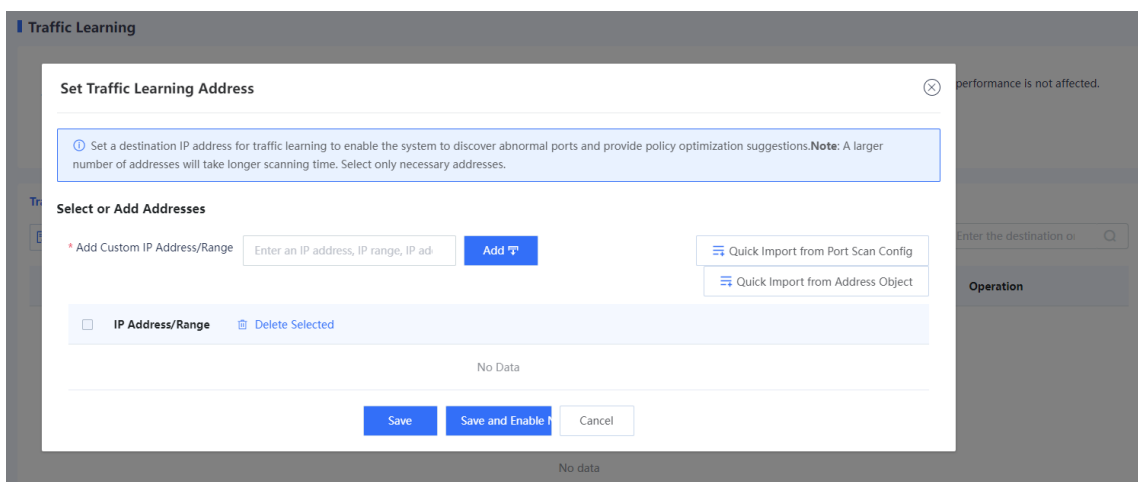 Traffic Learning
Set Traffic Learning Address
performance is not affected.
Set a destination IP address for traffic learning to enable the system to discover abnormal ports and provide policy optimization suggestions.Note: A larger
number of addresses will take longer scanning time. Select only necessary addresses.
Select or Add Addresses
* Add Custom IP Address/Range
Enter an IP address, IP range, IP ad
Add
Quick Import from Port Scan Config
Enter the destination o
Quick Import from Address Object
Operation
IP Address/Range
Delete Selected
No Data
Save
Save and Enable
Cancel
No data